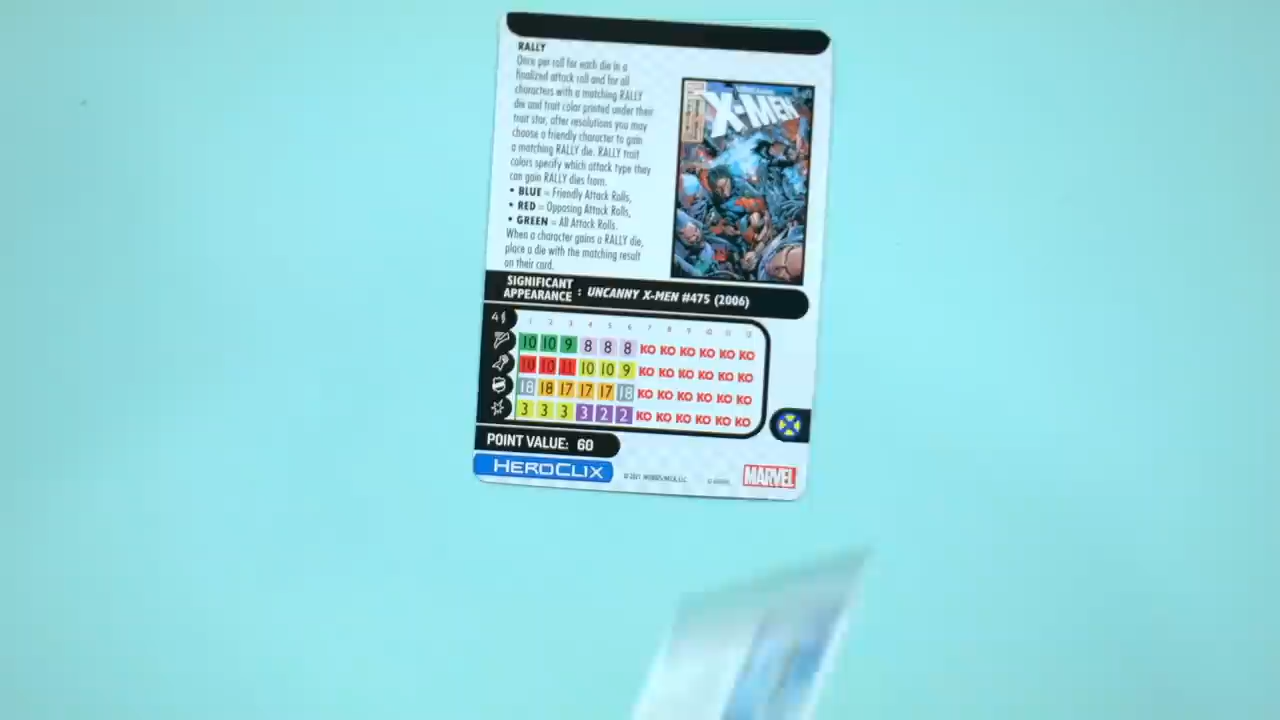 RALLY
Once per roll for each die in a
finalized attack roll and for all
characters with a matching RALLY
die and trait color printed under their
trait star, after resolutions you may
choose a friendly character to gain
a matching RALLY die. RALLY trait
colors specify which attack type they
can gain RALLY dies from.
• BLUE = Friendly Attack Rolls,
• RED = Opposing Attack Rolls,
• GREEN = All Attack Rolls.
When a character gains a RALLY die,
place a die with the matching result
on their card.
X-MEN
SIGNIFICANT
APPEARANCE : UNCANNY X-MEN #475 (2006)
4 1 2 3 4 5 6 7 8 9 10 11 12
10 10 9 8 8 8 KO KO KO KO KO KO
10 10 11 10 10 9 KO KO KO KO KO KO
18 18 17 17 17 18 KO KO KO KO KO KO
3 3 3 3 2 2 KO KO KO KO KO KO
POINT VALUE: 60
HEROCLIX
MARVEL